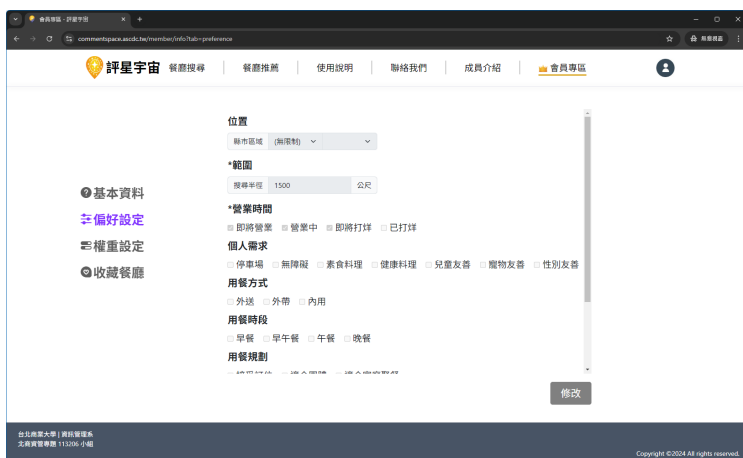 會員專區 - 評星宇宙
commentspace.ascdc.tw/member/info?tab=preference
無痕視窗
評星宇宙 餐廳搜尋 餐廳推薦 使用說明 聯絡我們 成員介紹 會員專區
基本資料
偏好設定
權重設定
收藏餐廳
位置
縣市區域 (無限制)
*範圍
搜尋半徑 1500 公尺
*營業時間
即將營業 營業中 即將打烊 已打烊
個人需求
停車場 無障礙 素食料理 健康料理 兒童友善 寵物友善 性別友善
用餐方式
外送 外帶 內用
用餐時段
早餐 早午餐 午餐 晚餐
用餐規劃
修改
台北商業大學 | 資訊管理系
北商資管專題 113206 小組
Copyright ©2024 All rights reserved.